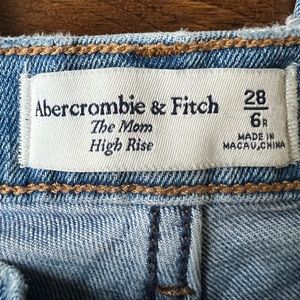 Abercrombie & Fitch
The Mom
High Rise
28
6R
MADE IN
MACAU, CHINA